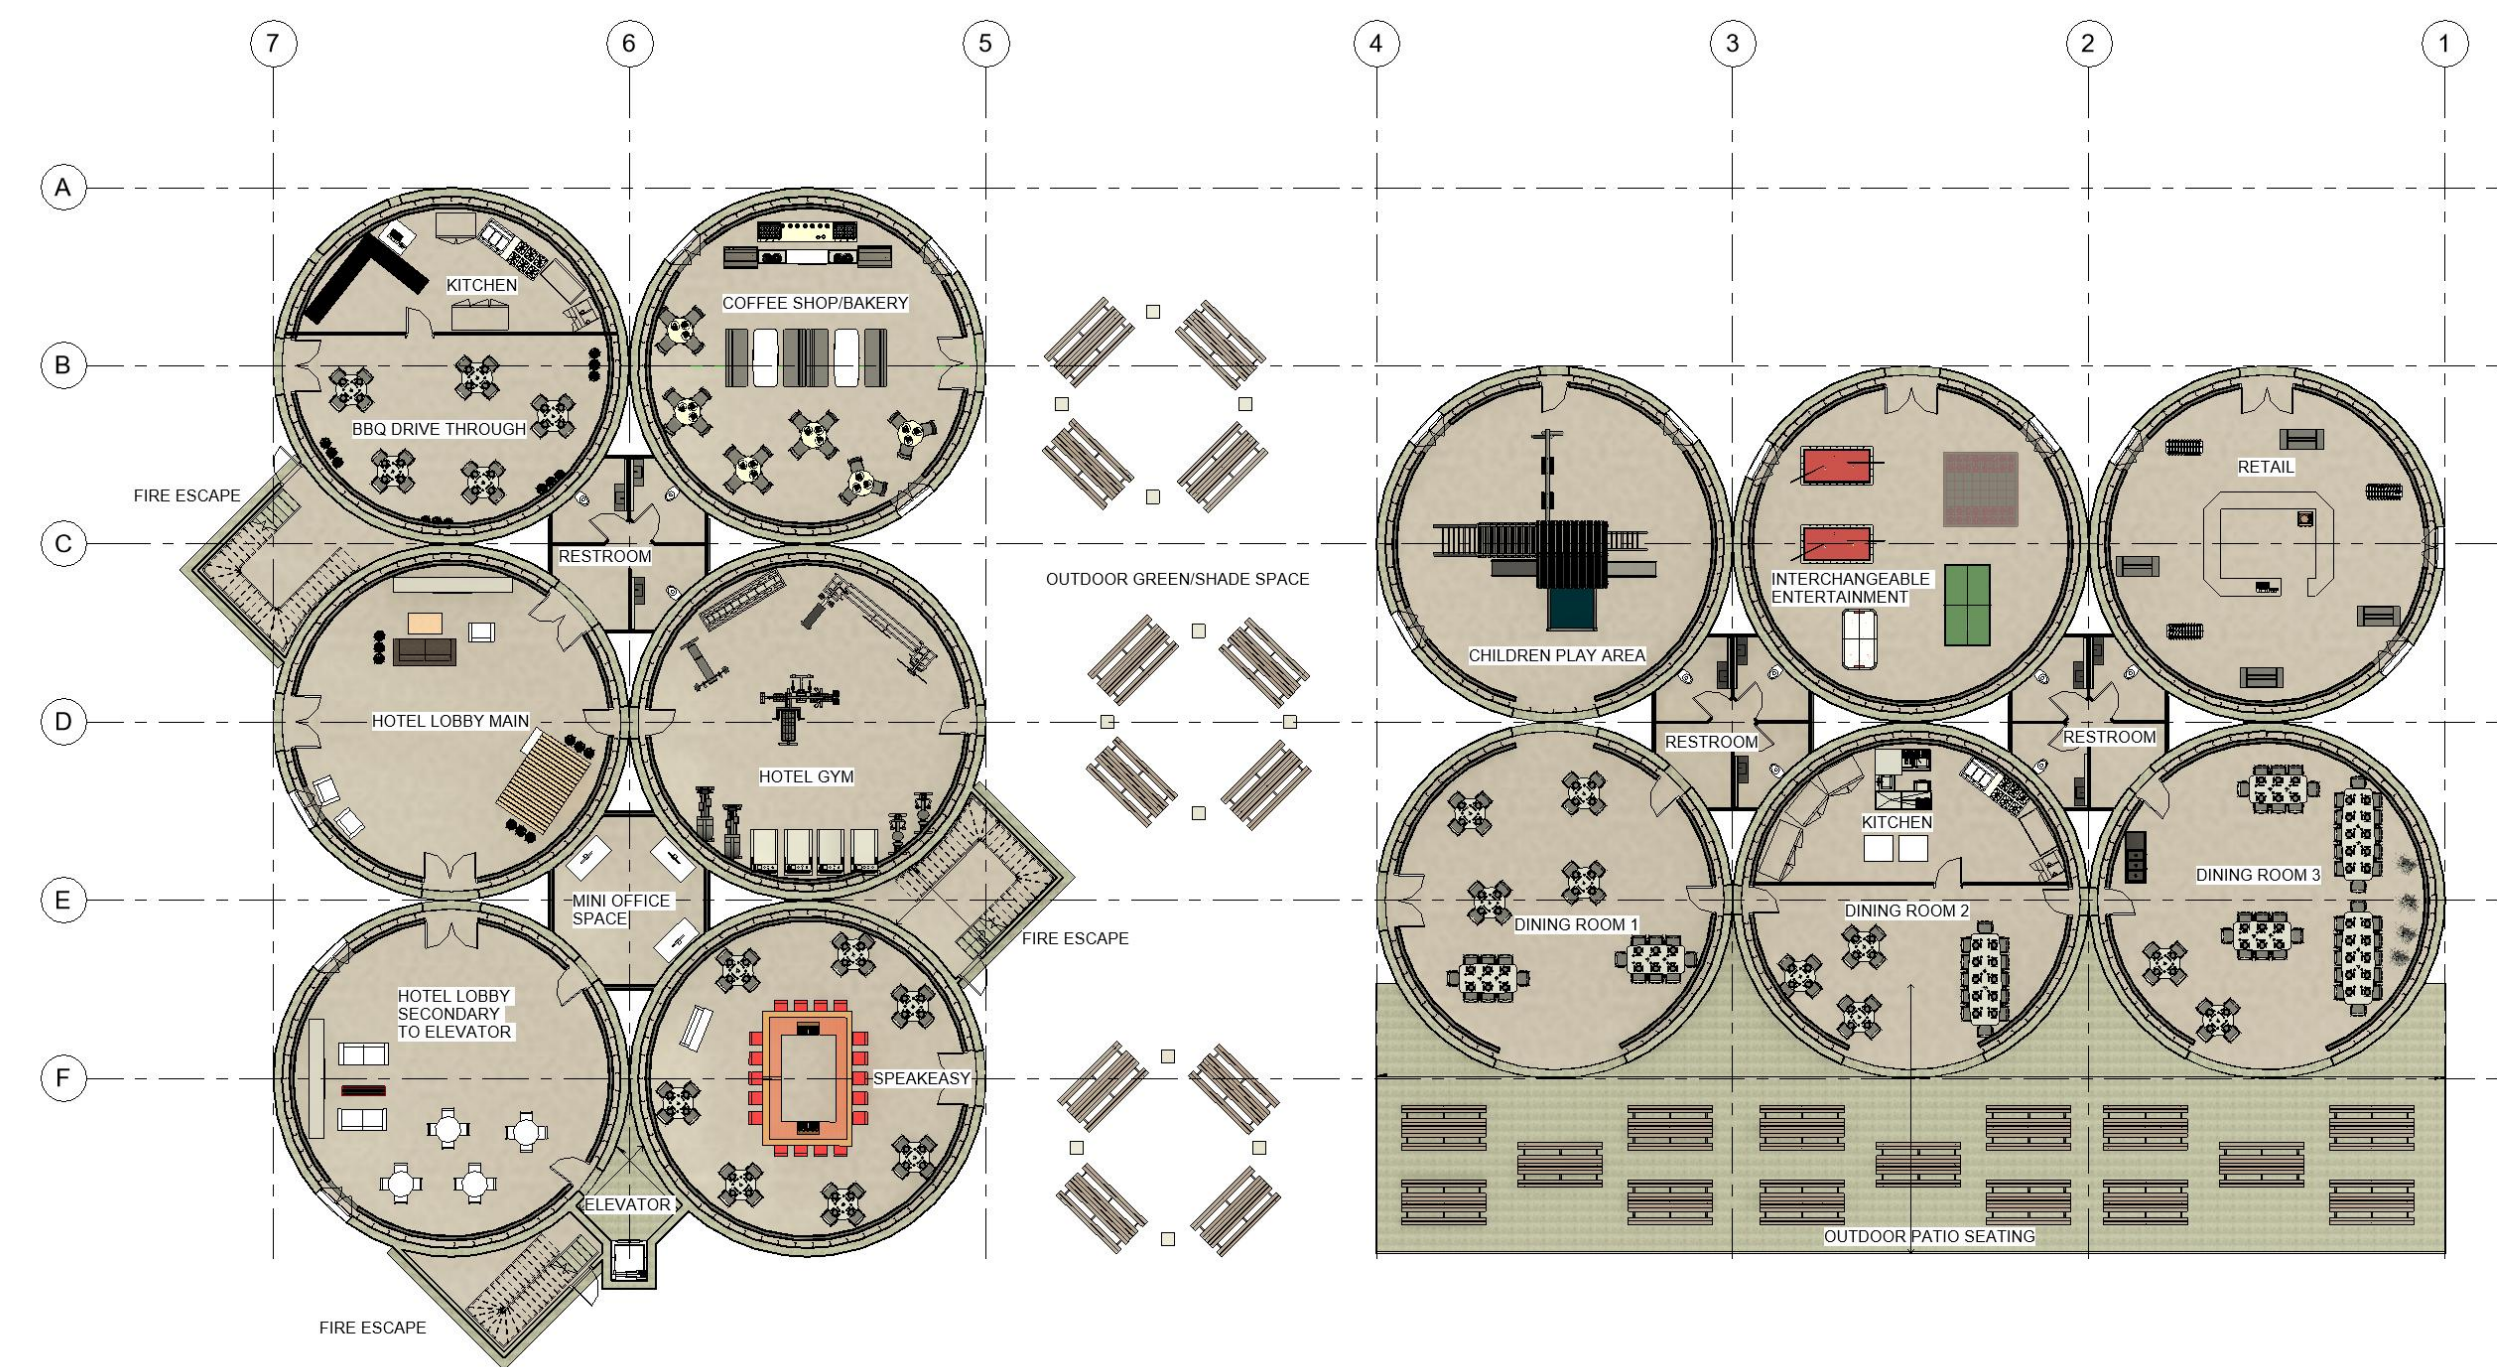 7
6
5
4
3
2
1
A
B
C
D
E
F
KITCHEN
COFFEE SHOP/BAKERY
BBQ DRIVE THROUGH
FIRE ESCAPE
RESTROOM
OUTDOOR GREEN/SHADE SPACE
RETAIL
INTERCHANGEABLE
ENTERTAINMENT
CHILDREN PLAY AREA
HOTEL LOBBY MAIN
HOTEL GYM
RESTROOM
RESTROOM
KITCHEN
MINI OFFICE
SPACE
DINING ROOM 1
DINING ROOM 2
DINING ROOM 3
FIRE ESCAPE
HOTEL LOBBY
SECONDARY
TO ELEVATOR
SPEAKEASY
ELEVATOR
OUTDOOR PATIO SEATING
FIRE ESCAPE